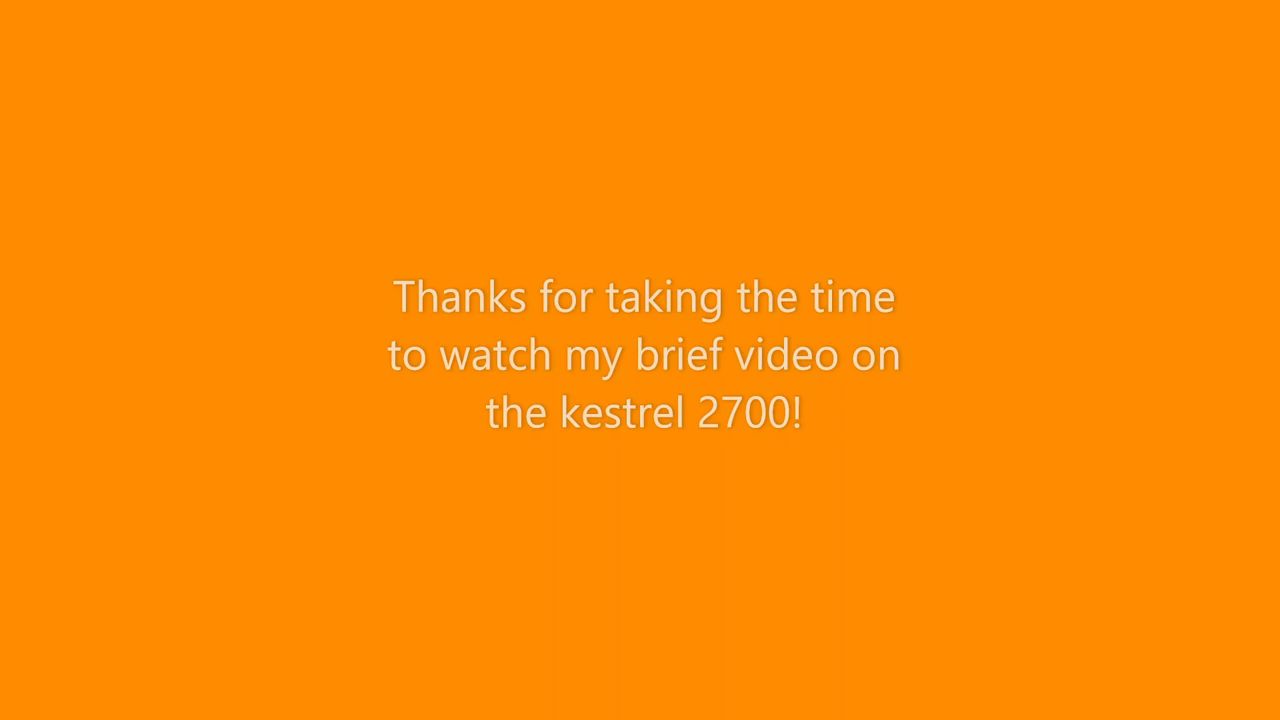 Thanks for taking the time
to watch my brief video on
the kestrel 2700!